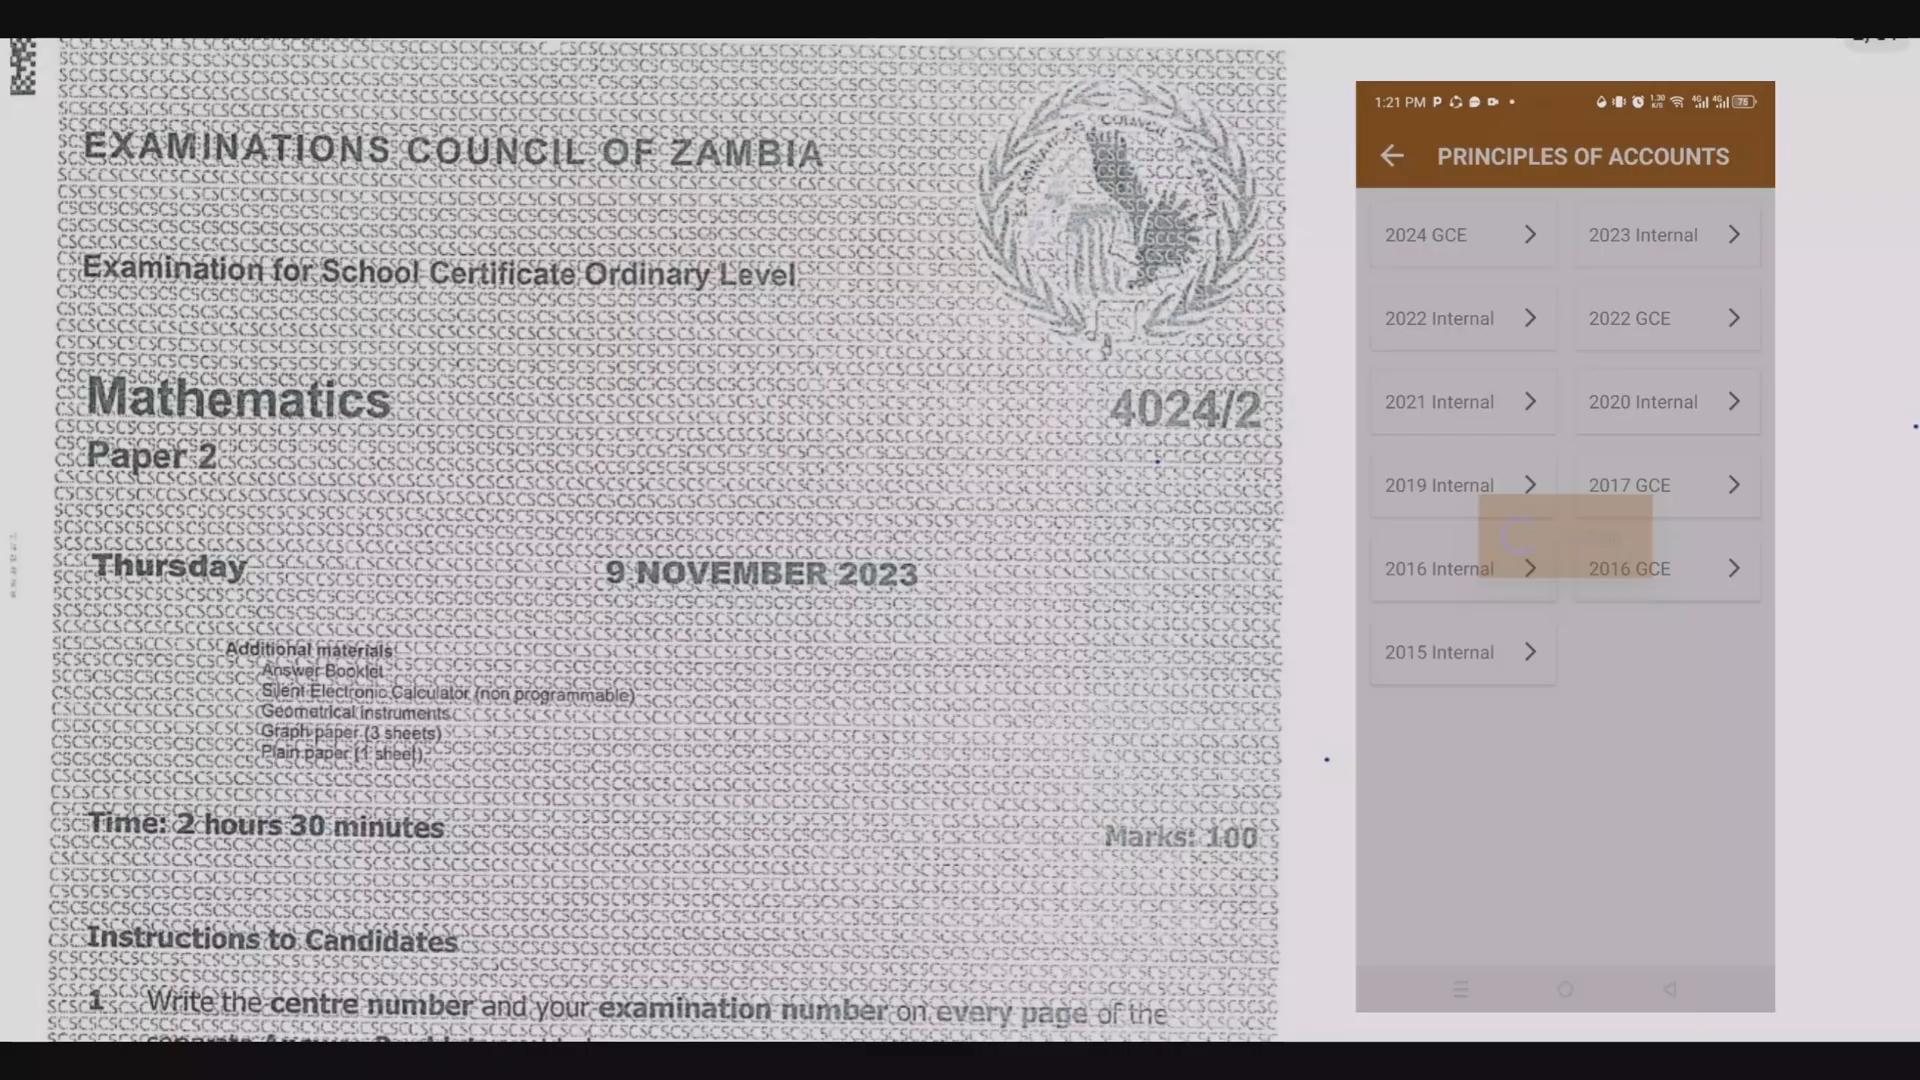 EXAMINATIONS COUNCIL OF ZAMBIA
Examination for School Certificate Ordinary Level
Mathematics
4024/2
Paper 2
Thursday
9 NOVEMBER 2023
Additional materials
Answer Booklet
Silent Electronic Calculator (non programmable)
Geometrical instruments
Graph paper (3 sheets)
Plain paper (1 sheet)
Time: 2 hours 30 minutes
Marks: 100
Instructions to Candidates
1 Write the centre number and your examination number on every page of the
1:21 PM
75
PRINCIPLES OF ACCOUNTS
2024 GCE
2023 Internal
2022 Internal
2022 GCE
2021 Internal
2020 Internal
2019 Internal
2017 GCE
2016 Internal
2016 GCE
2015 Internal